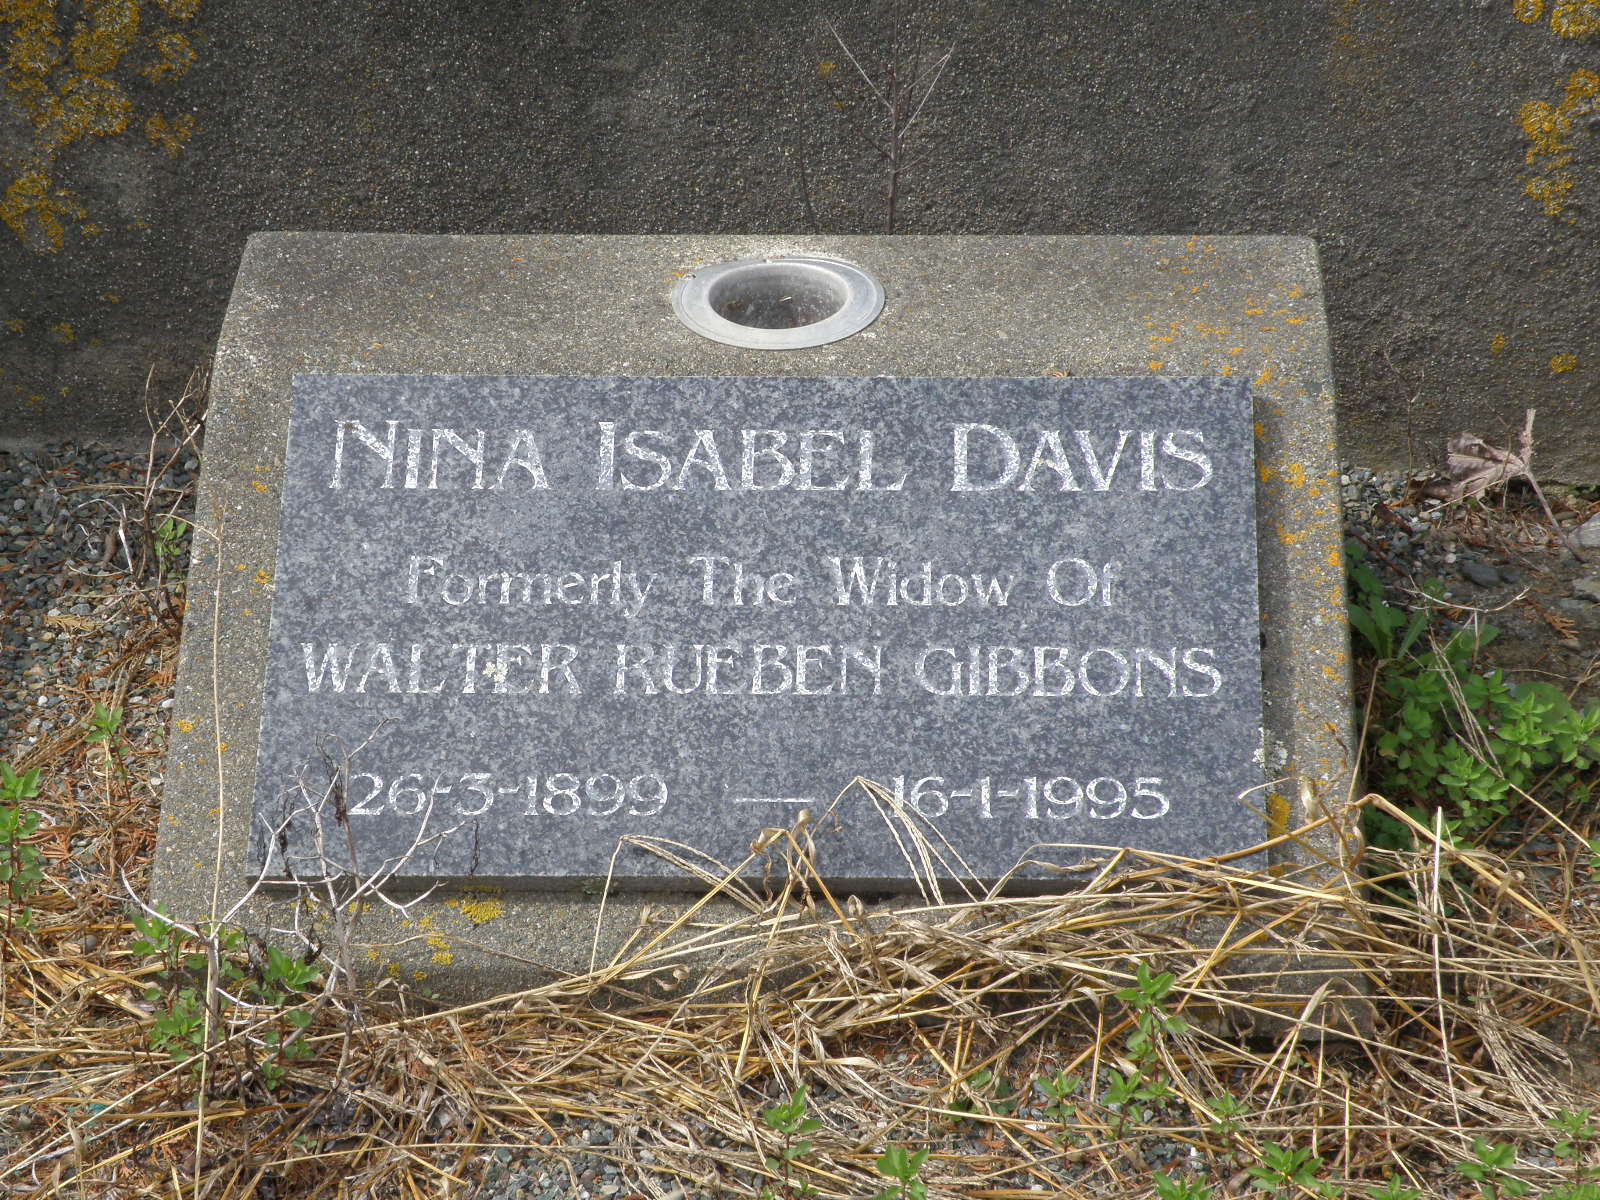 NINA ISABEL DAVIS
Formerly The Widow Of
WALTER RUEBEN GIBBONS
26-3-1899 — 16-1-1995